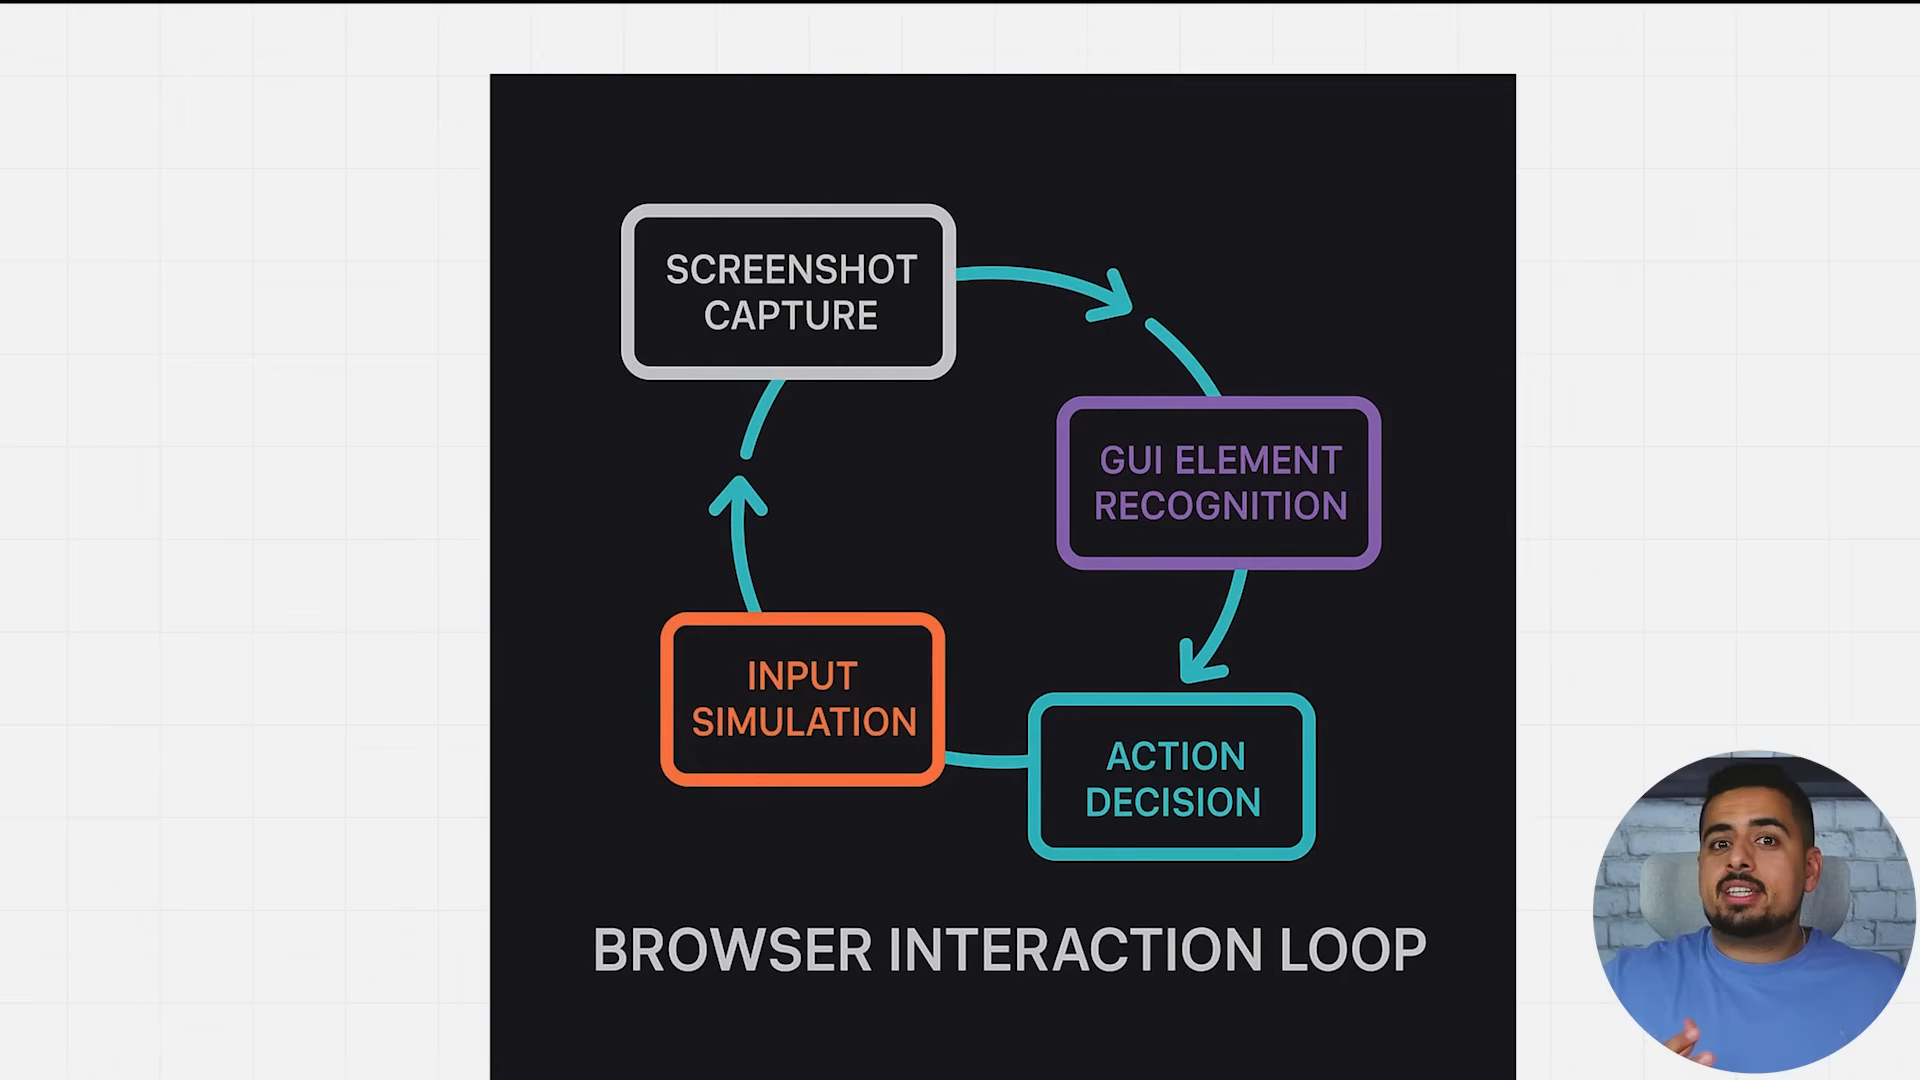 SCREENSHOT
CAPTURE
GUI ELEMENT
RECOGNITION
INPUT
SIMULATION
ACTION
DECISION
BROWSER INTERACTION LOOP